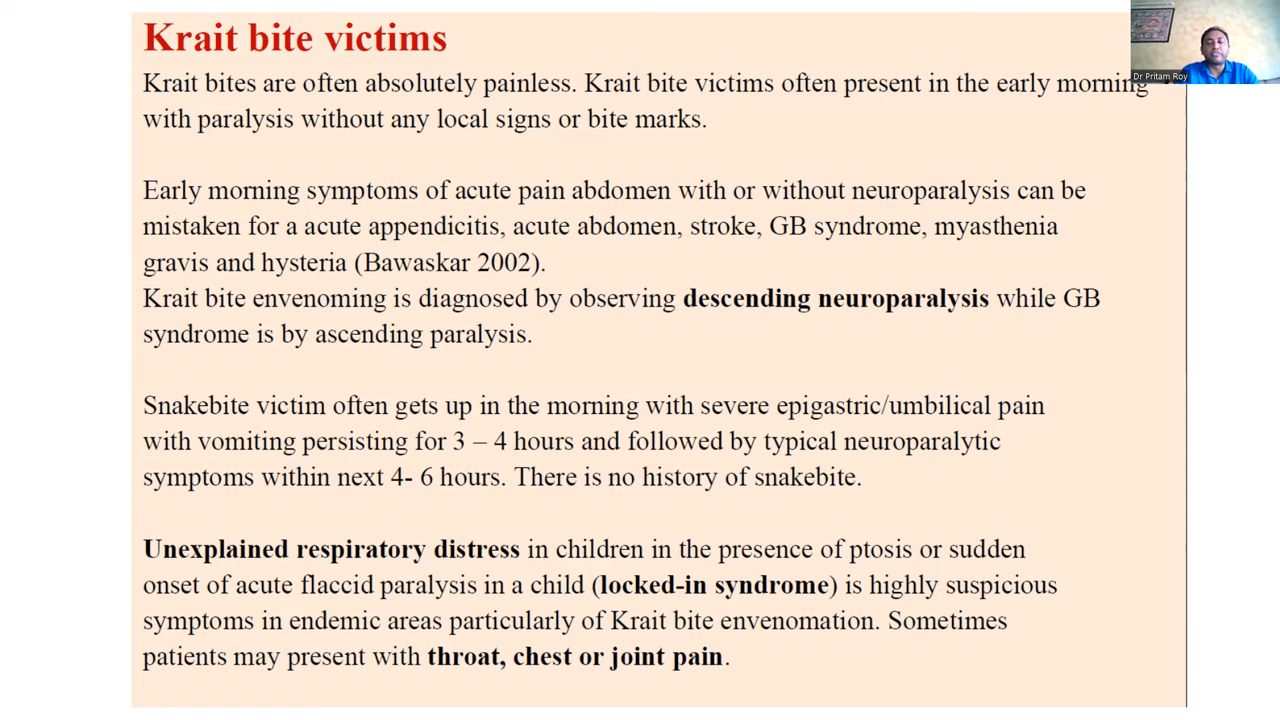 Krait bite victims
Krait bites are often absolutely painless. Krait bite victims often present in the early morning
with paralysis without any local signs or bite marks.
Early morning symptoms of acute pain abdomen with or without neuroparalysis can be
mistaken for a acute appendicitis, acute abdomen, stroke, GB syndrome, myasthenia
gravis and hysteria (Bawaskar 2002).
Krait bite envenoming is diagnosed by observing descending neuroparalysis while GB
syndrome is by ascending paralysis.
Snakebite victim often gets up in the morning with severe epigastric/umbilical pain
with vomiting persisting for 3 – 4 hours and followed by typical neuroparalytic
symptoms within next 4- 6 hours. There is no history of snakebite.
Unexplained respiratory distress in children in the presence of ptosis or sudden
onset of acute flaccid paralysis in a child (locked-in syndrome) is highly suspicious
symptoms in endemic areas particularly of Krait bite envenomation. Sometimes
patients may present with throat, chest or joint pain.
Dr Pritam Roy